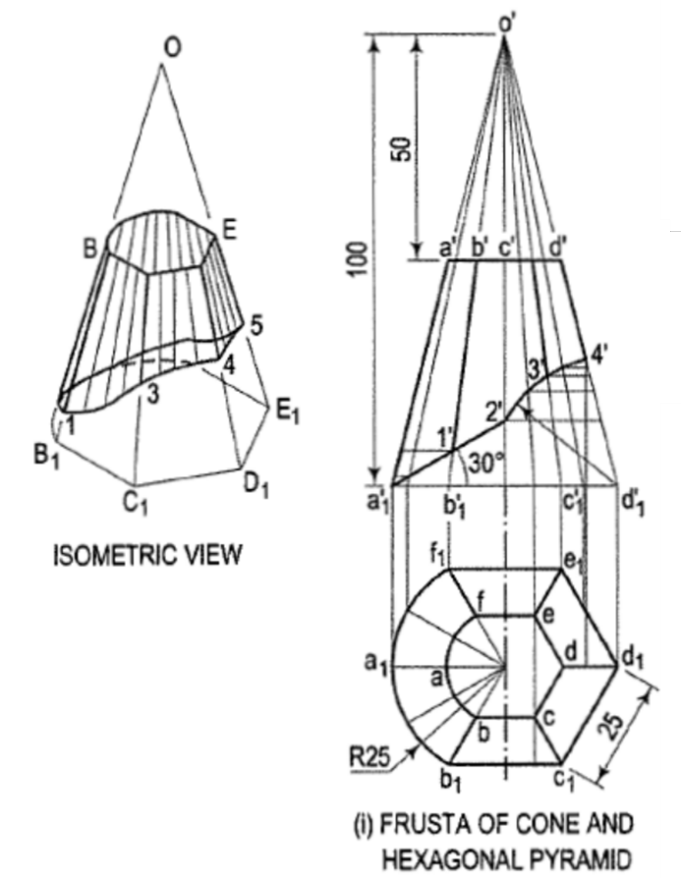 O
B
E
1
3
4
5
B₁
C₁
D₁
E₁
ISOMETRIC VIEW
o'
50
100
a' b' c' d'
1'
2'
3'
4'
30°
a'₁ b'₁ c'₁ d'₁
f₁ e₁
f e
a₁ a d d₁
b c
R25
25
b₁ c₁
(i) FRUSTA OF CONE AND
HEXAGONAL PYRAMID